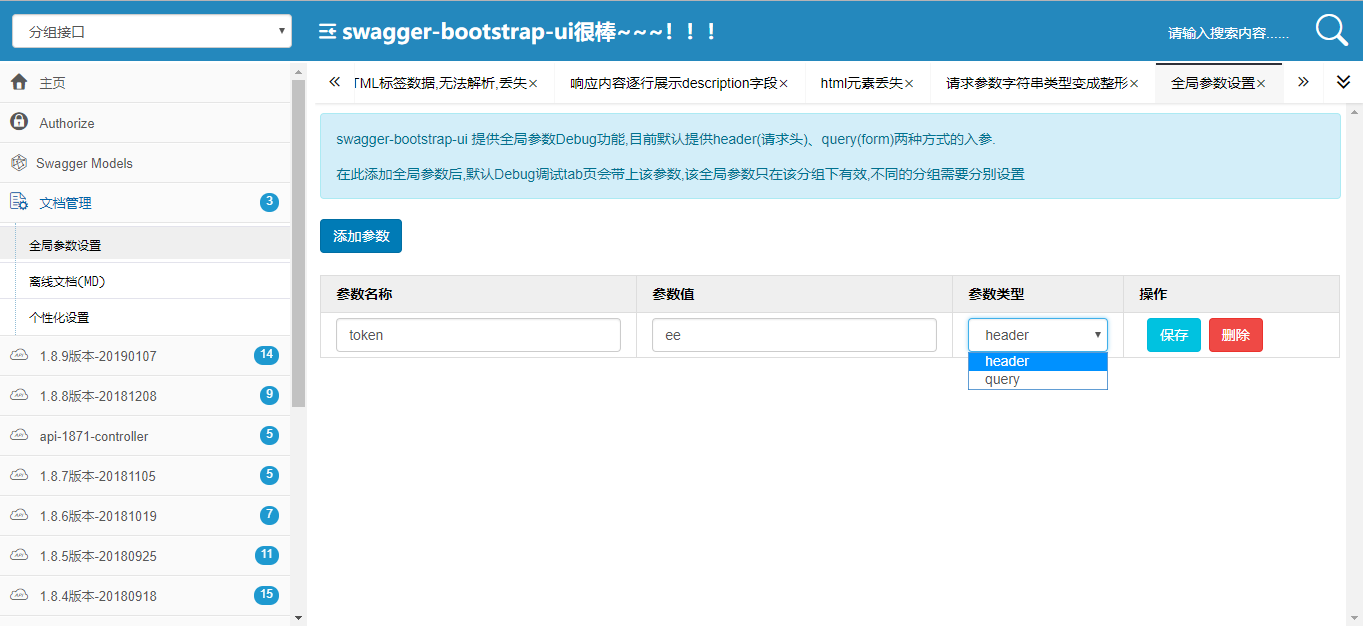 分组接口
swagger-bootstrap-ui很棒~~~！！！
请输入搜索内容......
主页
Authorize
Swagger Models
文档管理 3
全局参数设置
离线文档(MD)
个性化设置
1.8.9版本-20190107 14
1.8.8版本-20181208 9
api-1871-controller 5
1.8.7版本-20181105 5
1.8.6版本-20181019 7
1.8.5版本-20180925 11
1.8.4版本-20180918 15
TML标签数据,无法解析,丢失× 响应内容逐行展示description字段× html元素丢失× 请求参数字符串类型变成整形× 全局参数设置×
swagger-bootstrap-ui 提供全局参数Debug功能,目前默认提供header(请求头)、query(form)两种方式的入参.
在此添加全局参数后,默认Debug调试tab页会带上该参数,该全局参数只在该分组下有效,不同的分组需要分别设置
添加参数
参数名称 参数值 参数类型 操作
token ee header 保存 删除
header
query